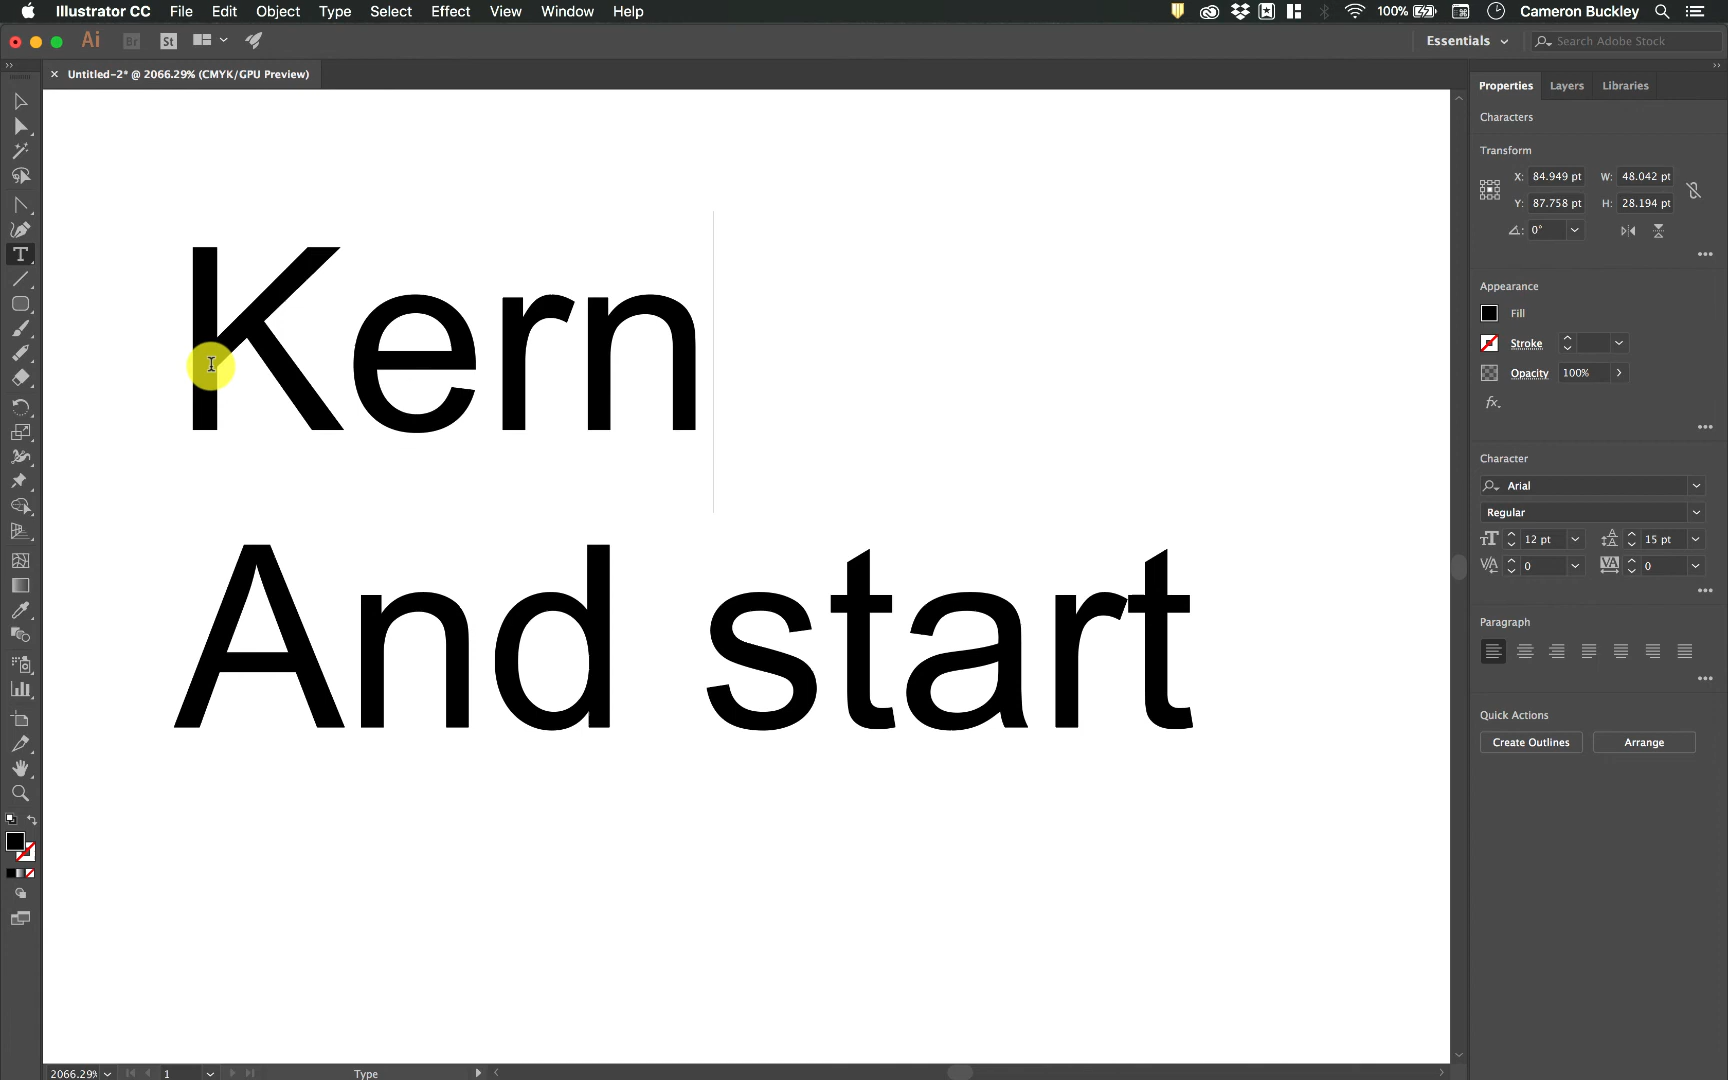 Illustrator CC File Edit Object Type Select Effect View Window Help 100% Cameron Buckley
Ai Br St Essentials Search Adobe Stock
× Untitled-2* @ 2066.29% (CMYK/GPU Preview)
Properties Layers Libraries
Characters
Transform
X: 84.949 pt W: 48.042 pt
Y: 87.758 pt H: 28.194 pt
0°
Appearance
Fill
Stroke
Opacity 100%
fx.
Character
Arial
Regular
12 pt 15 pt
0 0
Paragraph
Quick Actions
Create Outlines Arrange
Kern
And start
2066.29% 1 Type